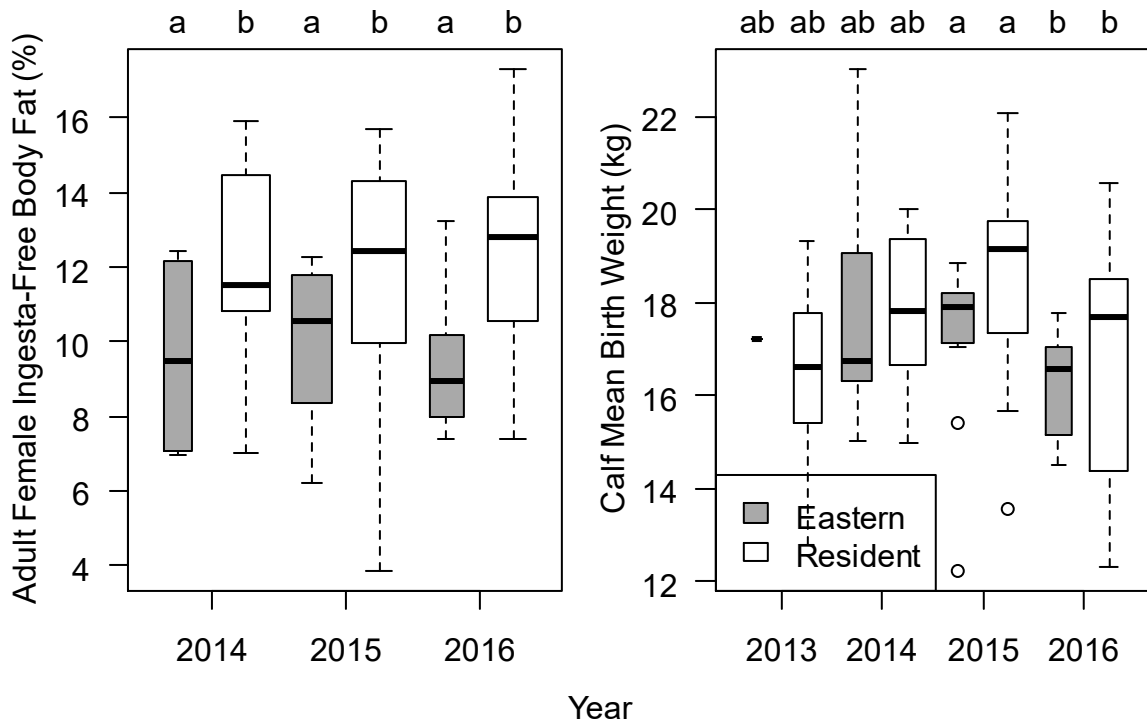 a b a b a b
Adult Female Ingesta-Free Body Fat (%)
16
14
12
10
8
6
4
2014 2015 2016
ab ab ab ab a a b b
Calf Mean Birth Weight (kg)
22
20
18
16
14
12
Eastern
Resident
2013 2014 2015 2016
Year